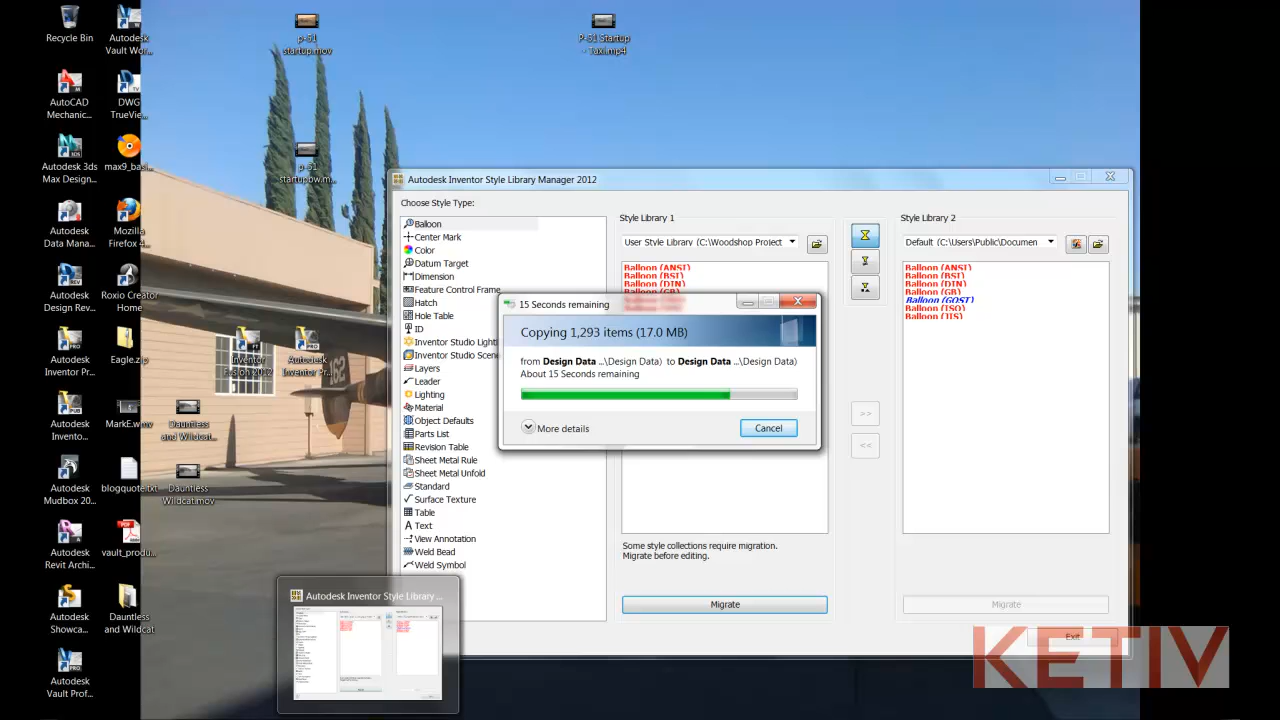 Recycle Bin
Autodesk
Vault Wor...
p-51
startup.mov
P-51 Startup
- Taxi.mp4
AutoCAD
Mechanic...
DWG
TrueView...
Autodesk 3ds
Max Design...
max9_basi...
p-51
startupbw.m...
Autodesk
Data Mana...
Mozilla
Firefox 4...
Autodesk
Design Rev...
Roxio Creator
Home
Autodesk
Inventor Pr...
Eagle.zip
Inventor
Fusion 2012
Autodesk
Inventor Pr...
Autodesk
Invento...
MarkE.wmv
Dauntless
and Wildcat...
Autodesk
Mudbox 20...
blogquote.txt
Dauntless
Wildcat.mov
Autodesk
Revit Archi...
vault_produ...
Autodesk
Showca...
Dauntless
and Wildcat
Autodesk
Vault Prof...
Autodesk Inventor Style Library Manager 2012
Choose Style Type:
Balloon
Center Mark
Color
Datum Target
Dimension
Feature Control Frame
Hatch
Hole Table
ID
Inventor Studio Lighti
Inventor Studio Scene
Layers
Leader
Lighting
Material
Object Defaults
Parts List
Revision Table
Sheet Metal Rule
Sheet Metal Unfold
Standard
Surface Texture
Table
Text
View Annotation
Weld Bead
Weld Symbol
Style Library 1
User Style Library (C:\Woodshop Project
Balloon (ANSI)
Balloon (BSI)
Balloon (DIN)
Balloon (GB)
Some style collections require migration.
Migrate before editing.
Migrate
>>
<<
Style Library 2
Default (C:\Users\Public\Documen
Balloon (ANSI)
Balloon (BSI)
Balloon (DIN)
Balloon (GB)
Balloon (GOST)
Balloon (ISO)
Balloon (JIS)
Migrate
Exit
15 Seconds remaining
Copying 1,293 items (17.0 MB)
from Design Data ...\Design Data) to Design Data ...\Design Data)
About 15 Seconds remaining
More details
Cancel
Autodesk Inventor Style Library ...
KETIV